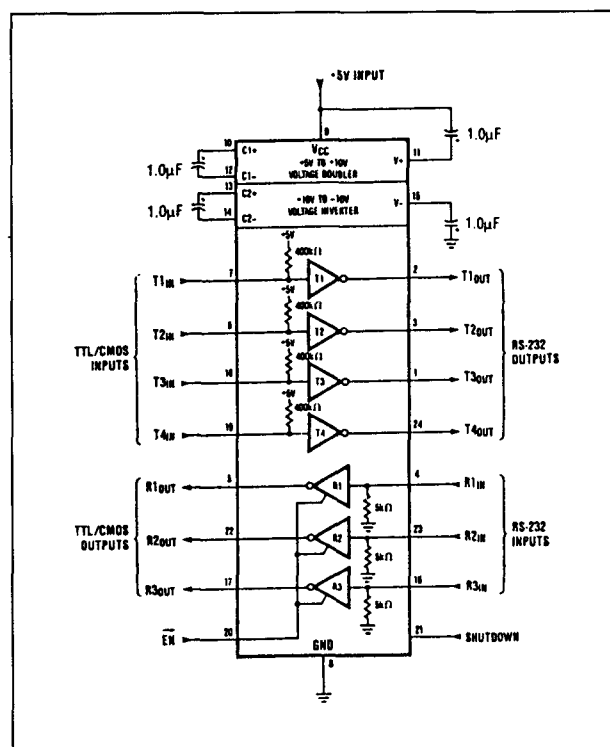 +5V INPUT
9
10
C1+
VCC
11
1.0µF
+5V TO +10V
V+
1.0µF
12
C1-
VOLTAGE DOUBLER
13
C2+
-10V TO -10V
V-
15
1.0µF
14
C2-
VOLTAGE INVERTER
1.0µF
+5V
400kΩ
T1IN
7
T1
2
T1OUT
+5V
400kΩ
T2IN
6
T2
3
T2OUT
TTL/CMOS
INPUTS
RS-232
OUTPUTS
+5V
400kΩ
T3IN
18
T3
1
T3OUT
+5V
400kΩ
T4IN
19
T4
24
T4OUT
R1OUT
5
R1
4
R1IN
5kΩ
TTL/CMOS
OUTPUTS
R2OUT
22
R2
23
R2IN
RS-232
INPUTS
5kΩ
R3OUT
17
R3
16
R3IN
5kΩ
EN
20
21
SHUTDOWN
GND
8